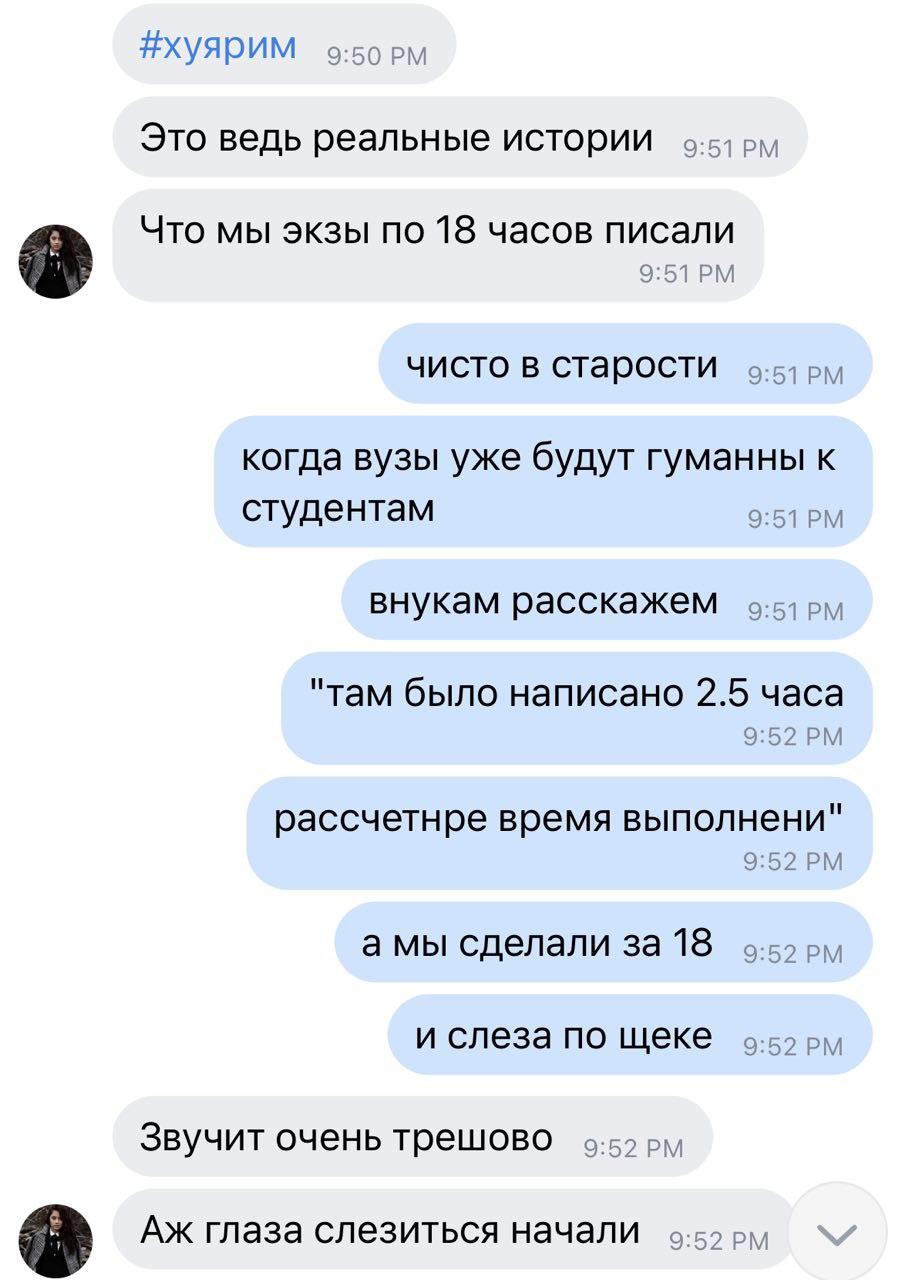 #хуярим 9:50 PM
Это ведь реальные истории 9:51 PM
Что мы экзы по 18 часов писали
9:51 PM
чисто в старости 9:51 PM
когда вузы уже будут гуманны к
студентам 9:51 PM
внукам расскажем 9:51 PM
"там было написано 2.5 часа
9:52 PM
рассчетнре время выполнени"
9:52 PM
а мы сделали за 18 9:52 PM
и слеза по щеке 9:52 PM
Звучит очень трешово 9:52 PM
Аж глаза слезиться начали 9:52 PM